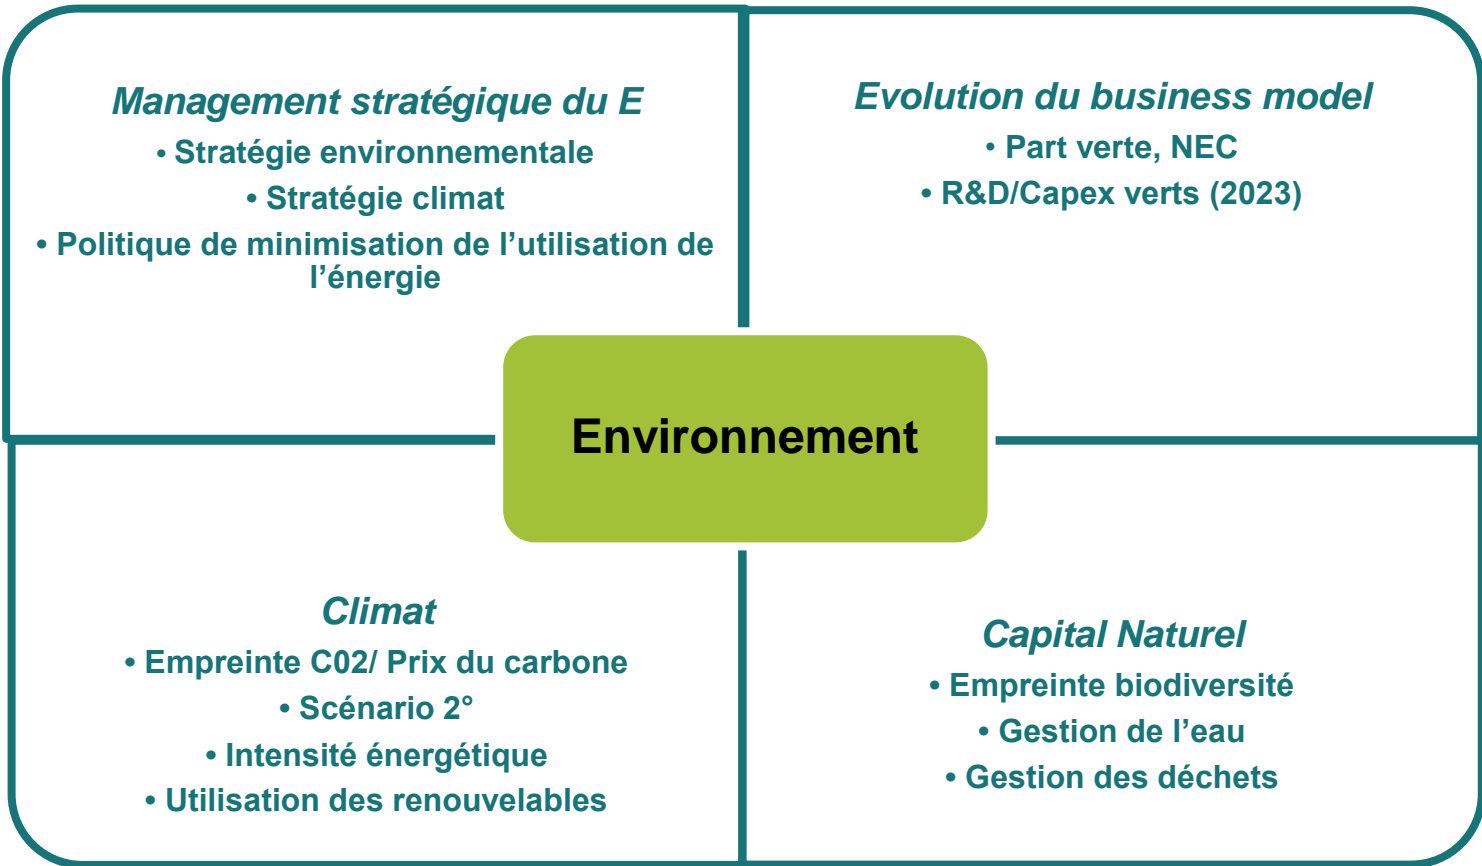 Management stratégique du E
• Stratégie environnementale
• Stratégie climat
• Politique de minimisation de l’utilisation de
l’énergie
Evolution du business model
• Part verte, NEC
• R&D/Capex verts (2023)
Environnement
Climat
• Empreinte C02/ Prix du carbone
• Scénario 2°
• Intensité énergétique
• Utilisation des renouvelables
Capital Naturel
• Empreinte biodiversité
• Gestion de l’eau
• Gestion des déchets